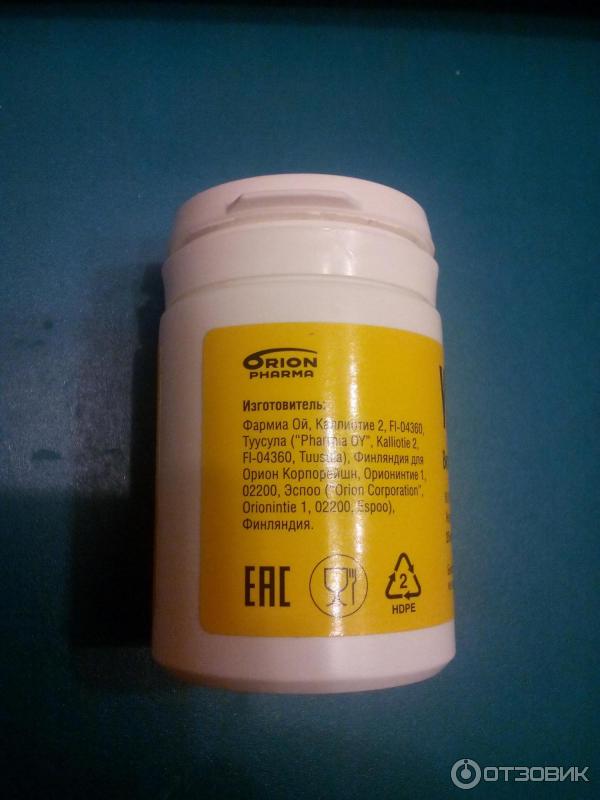 ORION
PHARMA
Изготовитель:
Фармиа Ой, Каллиотие 2, FI-04360,
Туусула ("Pharmia OY", Kalliotie 2,
FI-04360, Tuusula), Финляндия для
Орион Корпорейшн, Орионинтие 1,
02200, Эспоо ("Orion Corporation",
Orionintie 1, 02200, Espoo),
Финляндия.
EAC
2
HDPE
ОТЗОВИК